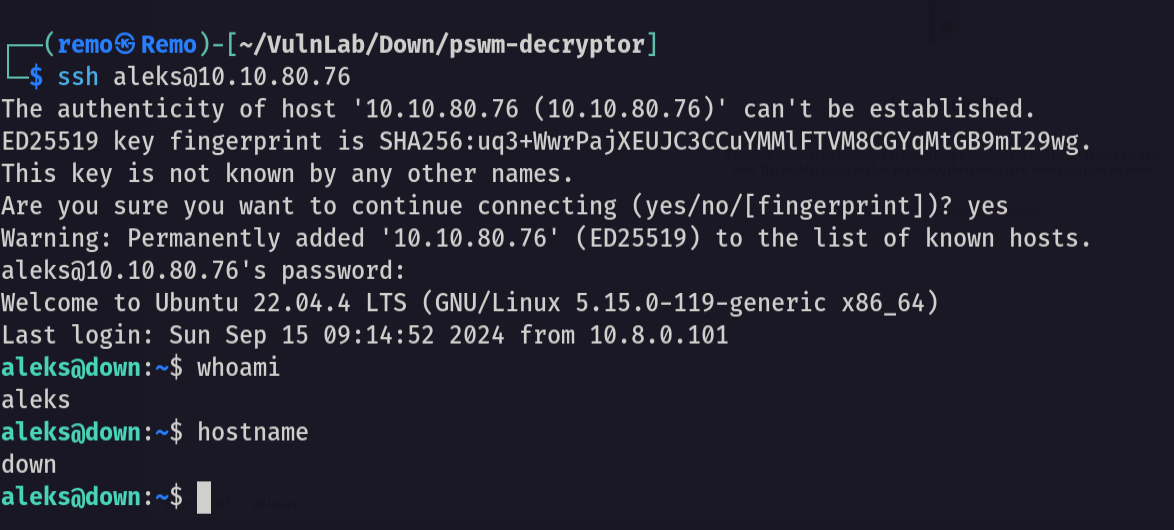 ┌──(remo㉿Remo)-[~/VulnLab/Down/pswm-decryptor]
└─$ ssh aleks@10.10.80.76
The authenticity of host '10.10.80.76 (10.10.80.76)' can't be established.
ED25519 key fingerprint is SHA256:uq3+WwrPajXEUJC3CCuYMMlFTVM8CGYqMtGB9mI29wg.
This key is not known by any other names.
Are you sure you want to continue connecting (yes/no/[fingerprint])? yes
Warning: Permanently added '10.10.80.76' (ED25519) to the list of known hosts.
aleks@10.10.80.76's password:
Welcome to Ubuntu 22.04.4 LTS (GNU/Linux 5.15.0-119-generic x86_64)
Last login: Sun Sep 15 09:14:52 2024 from 10.8.0.101
aleks@down:~$ whoami
aleks
aleks@down:~$ hostname
down
aleks@down:~$